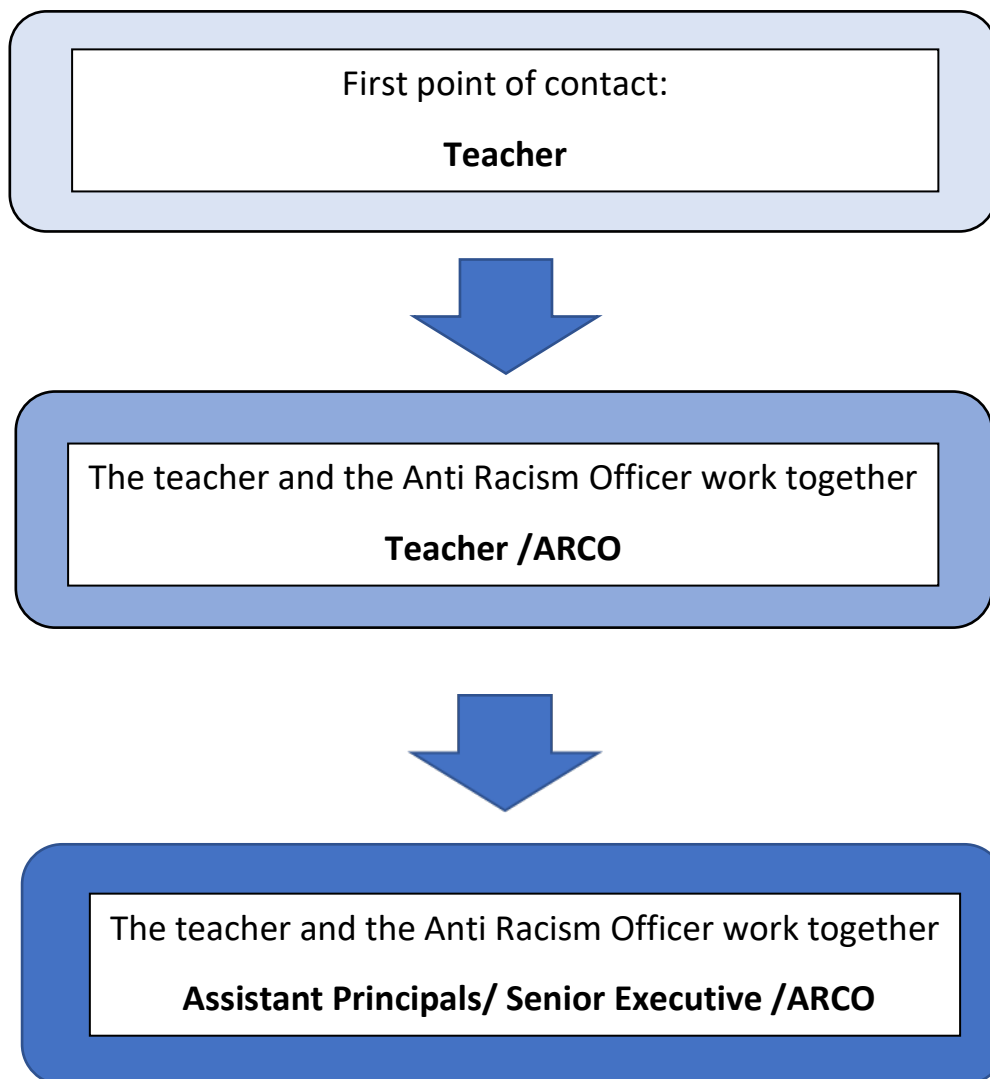 First point of contact:
Teacher
The teacher and the Anti Racism Officer work together
Teacher /ARCO
The teacher and the Anti Racism Officer work together
Assistant Principals/ Senior Executive /ARCO